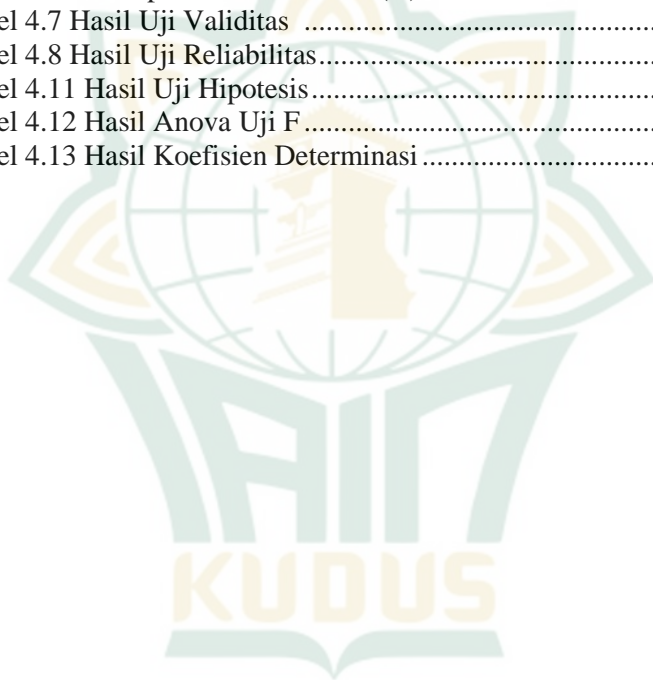 el 4.7 Hasil Uji Validitas ................................................
el 4.8 Hasil Uji Reliabilitas..............................................
el 4.11 Hasil Uji Hipotesis...............................................
el 4.12 Hasil Anova Uji F................................................
el 4.13 Hasil Koefisien Determinasi................................
IAIN
KUDUS